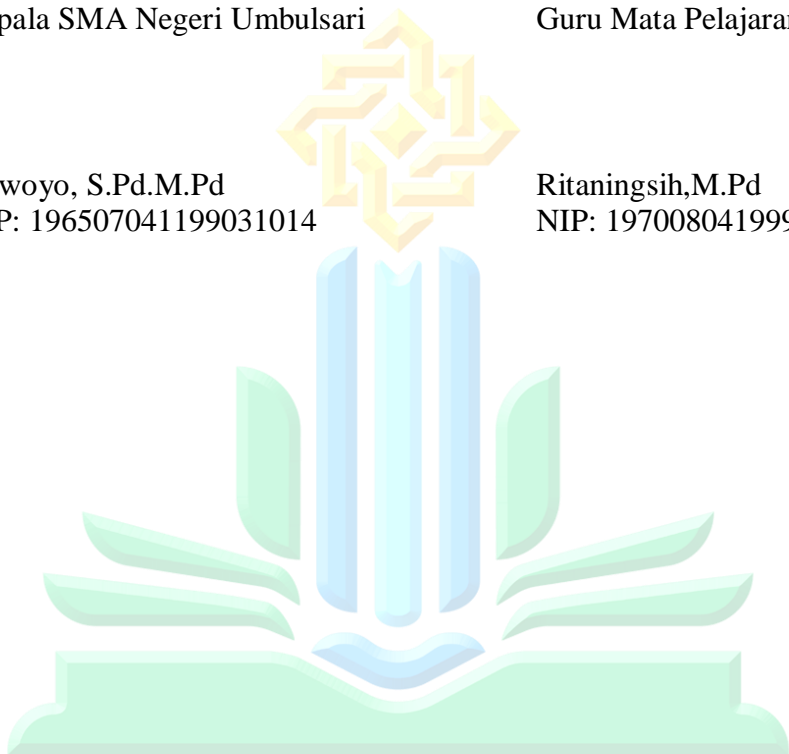 pala SMA Negeri Umbulsari Guru Mata Pelajaran
woyo, S.Pd.M.Pd Ritaningsih,M.Pd
P: 196507041199031014 NIP: 197008041999